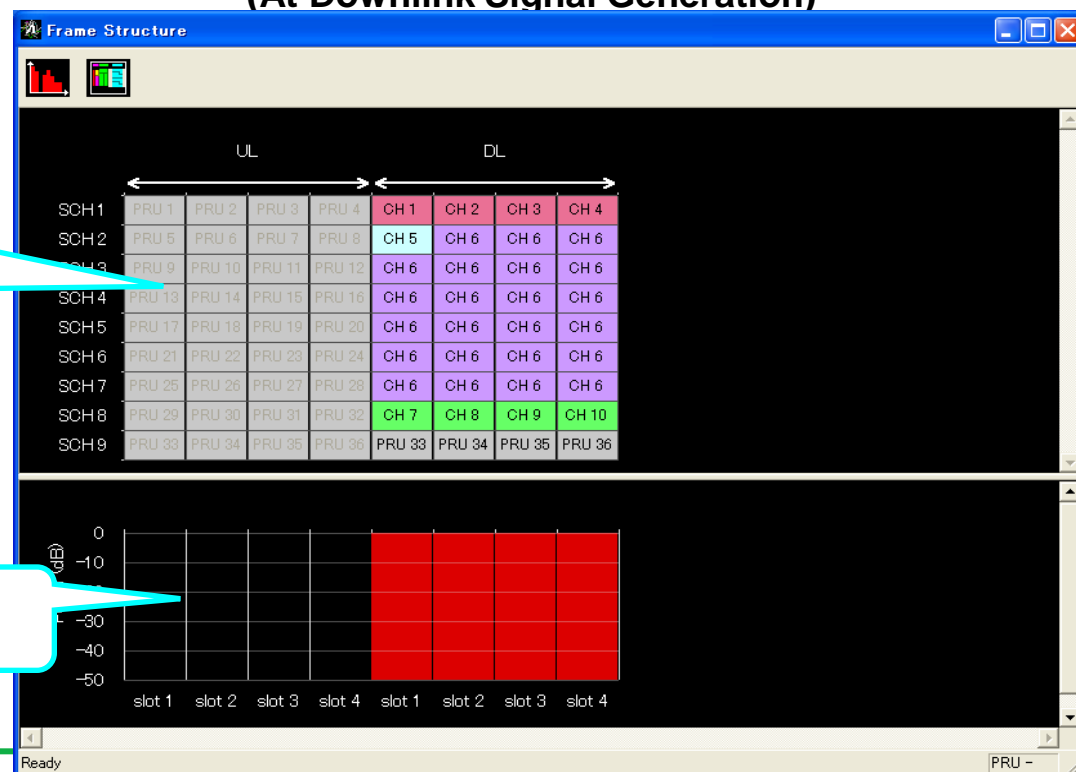 (At Downlink Signal Generation)
Frame Structure
UL DL
SCH1 PRU 1 PRU 2 PRU 3 PRU 4 CH 1 CH 2 CH 3 CH 4
SCH2 PRU 5 PRU 6 PRU 7 PRU 8 CH 5 CH 6 CH 6 CH 6
SCH3 PRU 9 PRU 10 PRU 11 PRU 12 CH 6 CH 6 CH 6 CH 6
SCH4 PRU 13 PRU 14 PRU 15 PRU 16 CH 6 CH 6 CH 6 CH 6
SCH5 PRU 17 PRU 18 PRU 19 PRU 20 CH 6 CH 6 CH 6 CH 6
SCH6 PRU 21 PRU 22 PRU 23 PRU 24 CH 6 CH 6 CH 6 CH 6
SCH7 PRU 25 PRU 26 PRU 27 PRU 28 CH 6 CH 6 CH 6 CH 6
SCH8 PRU 29 PRU 30 PRU 31 PRU 32 CH 7 CH 8 CH 9 CH 10
SCH9 PRU 33 PRU 34 PRU 35 PRU 36 PRU 33 PRU 34 PRU 35 PRU 36
0
-10
-30
-40
-50
(dB)
slot 1 slot 2 slot 3 slot 4 slot 1 slot 2 slot 3 slot 4
Ready PRU -